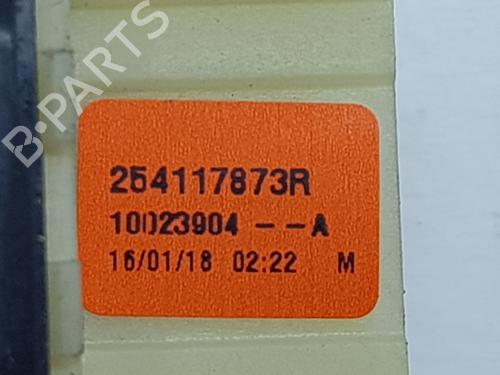 B-PARTS
254117873R
10023904 --A
16/01/18 02:22 M